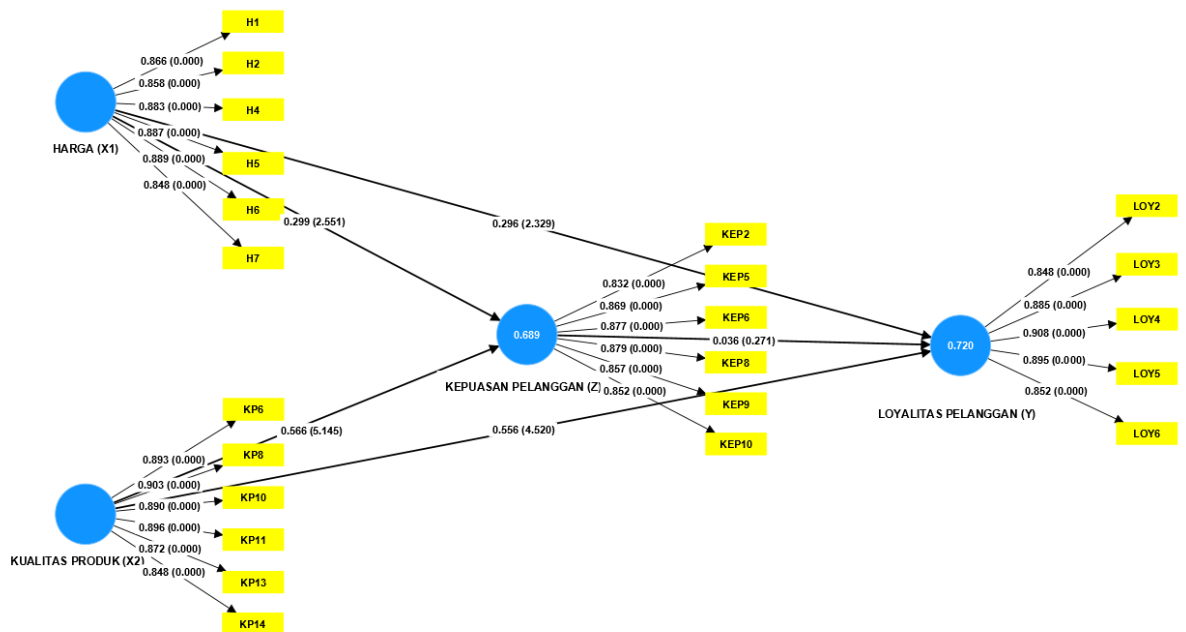 H1
0.866 (0.000)
H2
0.858 (0.000)
0.883 (0.000)
H4
0.887 (0.000)
HARGA (X1)
0.889 (0.000)
H5
0.848 (0.000)
H6
0.299 (2.551)
0.296 (2.329)
H7
KEP2
0.832 (0.000)
KEP5
0.869 (0.000)
KEP6
0.877 (0.000)
0.689
0.036 (0.271)
0.879 (0.000)
KEP8
0.857 (0.000)
KEPUASAN PELANGGAN (Z)
0.852 (0.000)
KEP9
KEP10
LOY2
0.848 (0.000)
LOY3
0.885 (0.000)
0.908 (0.000)
LOY4
0.720
0.895 (0.000)
LOY5
0.852 (0.000)
LOYALITAS PELANGGAN (Y)
LOY6
KP6
0.566 (5.145)
0.556 (4.520)
0.893 (0.000)
KP8
0.903 (0.000)
KP10
0.890 (0.000)
0.896 (0.000)
KP11
0.872 (0.000)
KUALITAS PRODUK (X2)
0.848 (0.000)
KP13
KP14